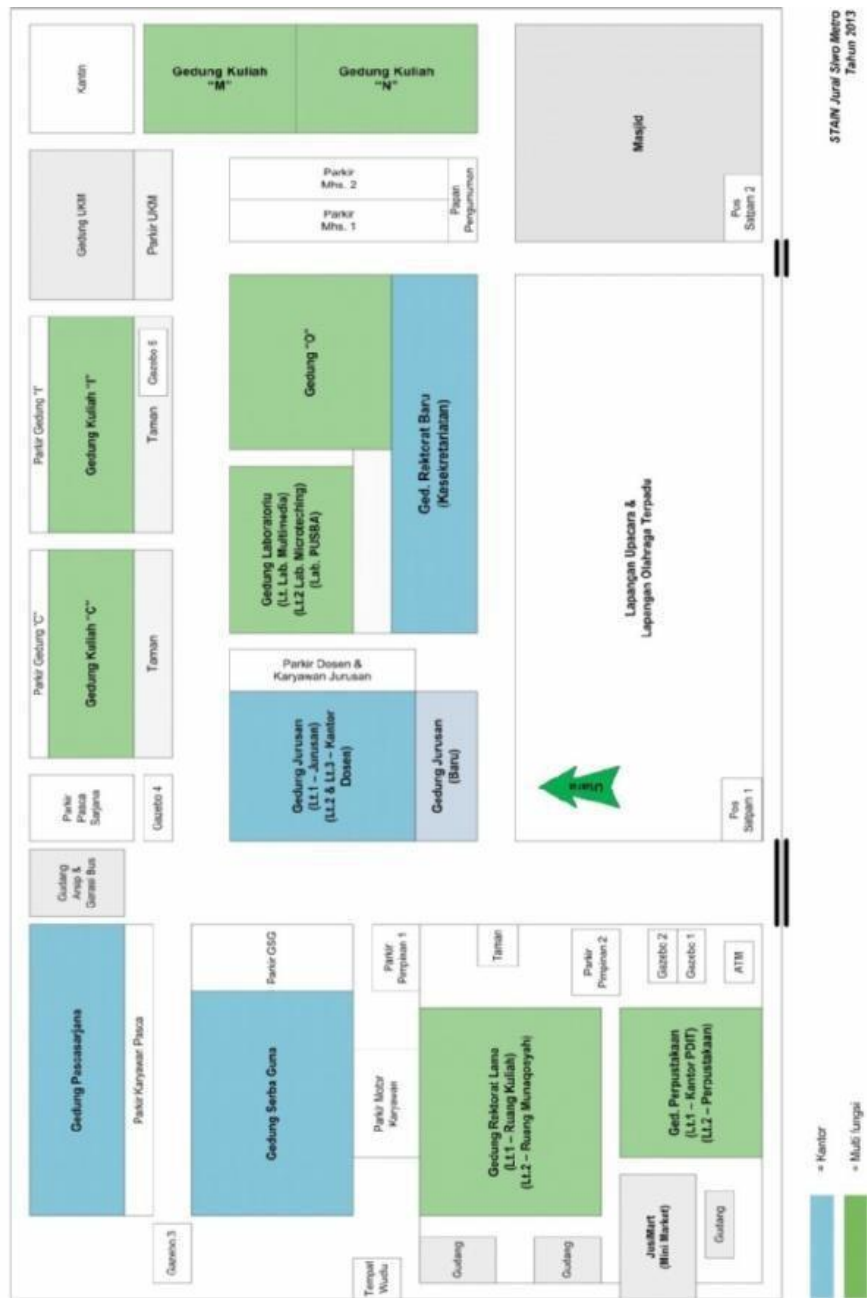 STAIN Jurai Siwo Metro
Tahun 2013
Kantin
Gedung Kuliah
"M"
Gedung Kuliah
"N"
Masjid
Pos
Satpam 2
Gedung UKM
Parkir UKM
Parkir
Mhs. 2
Parkir
Mhs. 1
Papan
Pengumuman
Parkir Gedung "I"
Gedung Kuliah "I"
Taman
Gazebo 5
Gedung "O"
Ged. Rektorat Baru
(Kesekretariatan)
Gedung Laboratoriu
(Lt. Lab. Multimedia)
(Lt.2 Lab. Microteching)
(Lab. PUSBA)
Lapangan Upacara &
Lapangan Olahraga Terpadu
Parkir Gedung "C"
Gedung Kuliah "C"
Taman
Parkir Dosen &
Karyawan Jurusan
Gedung Jurusan
(Lt.1 – Jurusan)
(Lt.2 & Lt.3 – Kantor
Dosen)
Gedung Jurusan
(Baru)
Utara
Pos
Satpam 1
Parkir
Pasca
Sarjana
Gazebo 4
Gudang
Arsip &
Garasi Bus
Gedung Pascasarjana
Parkir Karyawan Pasca
Parkir GSG
Gedung Serba Guna
Parkir
Pimpinan 1
Parkir Motor
Karyawan
Taman
Parkir
Pimpinan 2
Gazebo 2
Gazebo 1
ATM
Gedung Rektorat Lama
(Lt.1 – Ruang Kuliah)
(Lt.2 – Ruang Munaqosyah)
Ged. Perpustakaan
(Lt.1 – Kantor PDIT)
(Lt.2 – Perpustakaan)
Gazebo 3
Tempat
Wudu
Gudang
Gudang
JusiMart
(Mini Market)
Gudang
= Kantor
= Multi fungsi